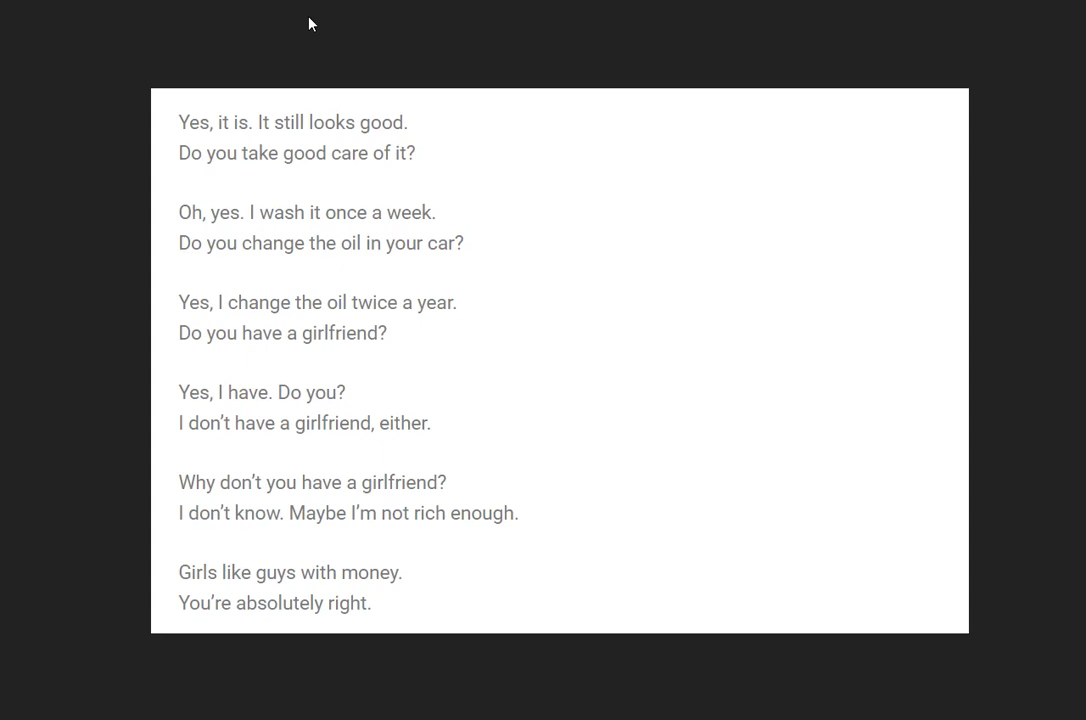 Yes, it is. It still looks good.
Do you take good care of it?
Oh, yes. I wash it once a week.
Do you change the oil in your car?
Yes, I change the oil twice a year.
Do you have a girlfriend?
Yes, I have. Do you?
I don’t have a girlfriend, either.
Why don’t you have a girlfriend?
I don’t know. Maybe I’m not rich enough.
Girls like guys with money.
You’re absolutely right.